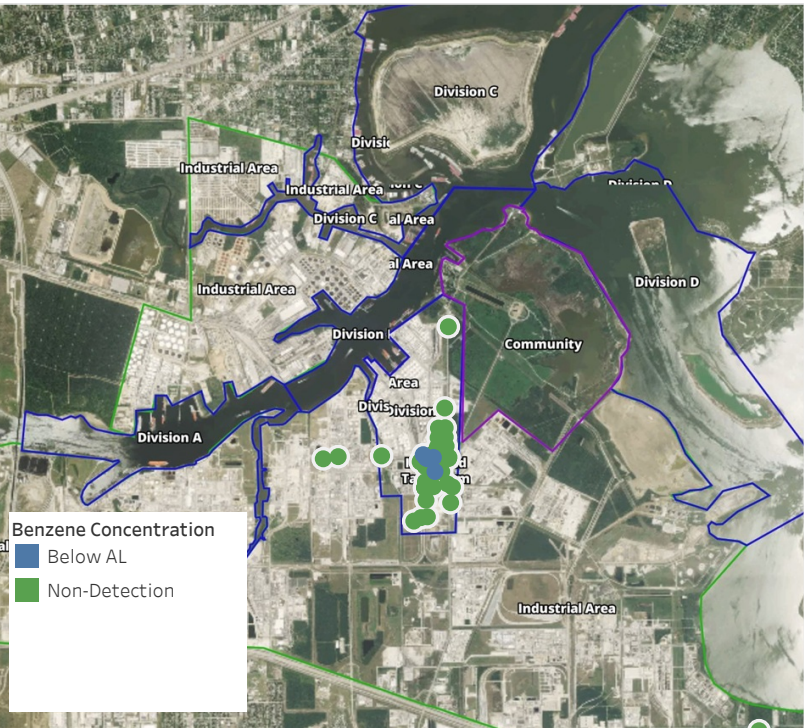 Division C
Divisi
Industrial Area
Industrial Area
Division C
al Area
Division D
al Area
Division D
Industrial Area
Division
Community
Area
Divis
Division
Division A
Benzene Concentration
Below AL
Non-Detection
Industrial Area